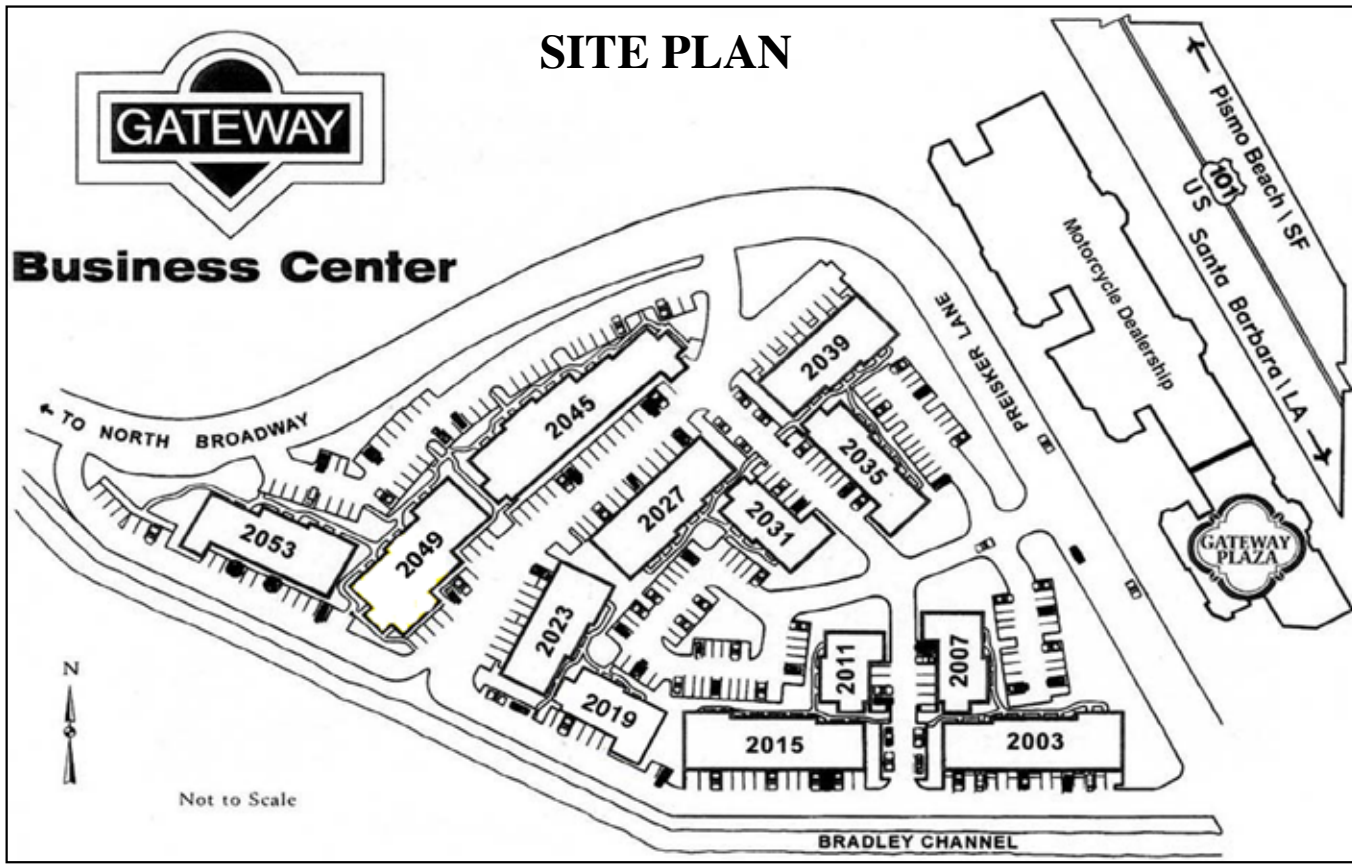 SITE PLAN
GATEWAY
Business Center
Pismo Beach | SF
101
US
Santa Barbara | LA
Motorcycle Dealership
PREISKER LANE
TO NORTH BROADWAY
2039
2045
2035
2027
2031
2053
2049
GATEWAY
PLAZA
2023
2011
2007
2019
2015
2003
N
Not to Scale
BRADLEY CHANNEL